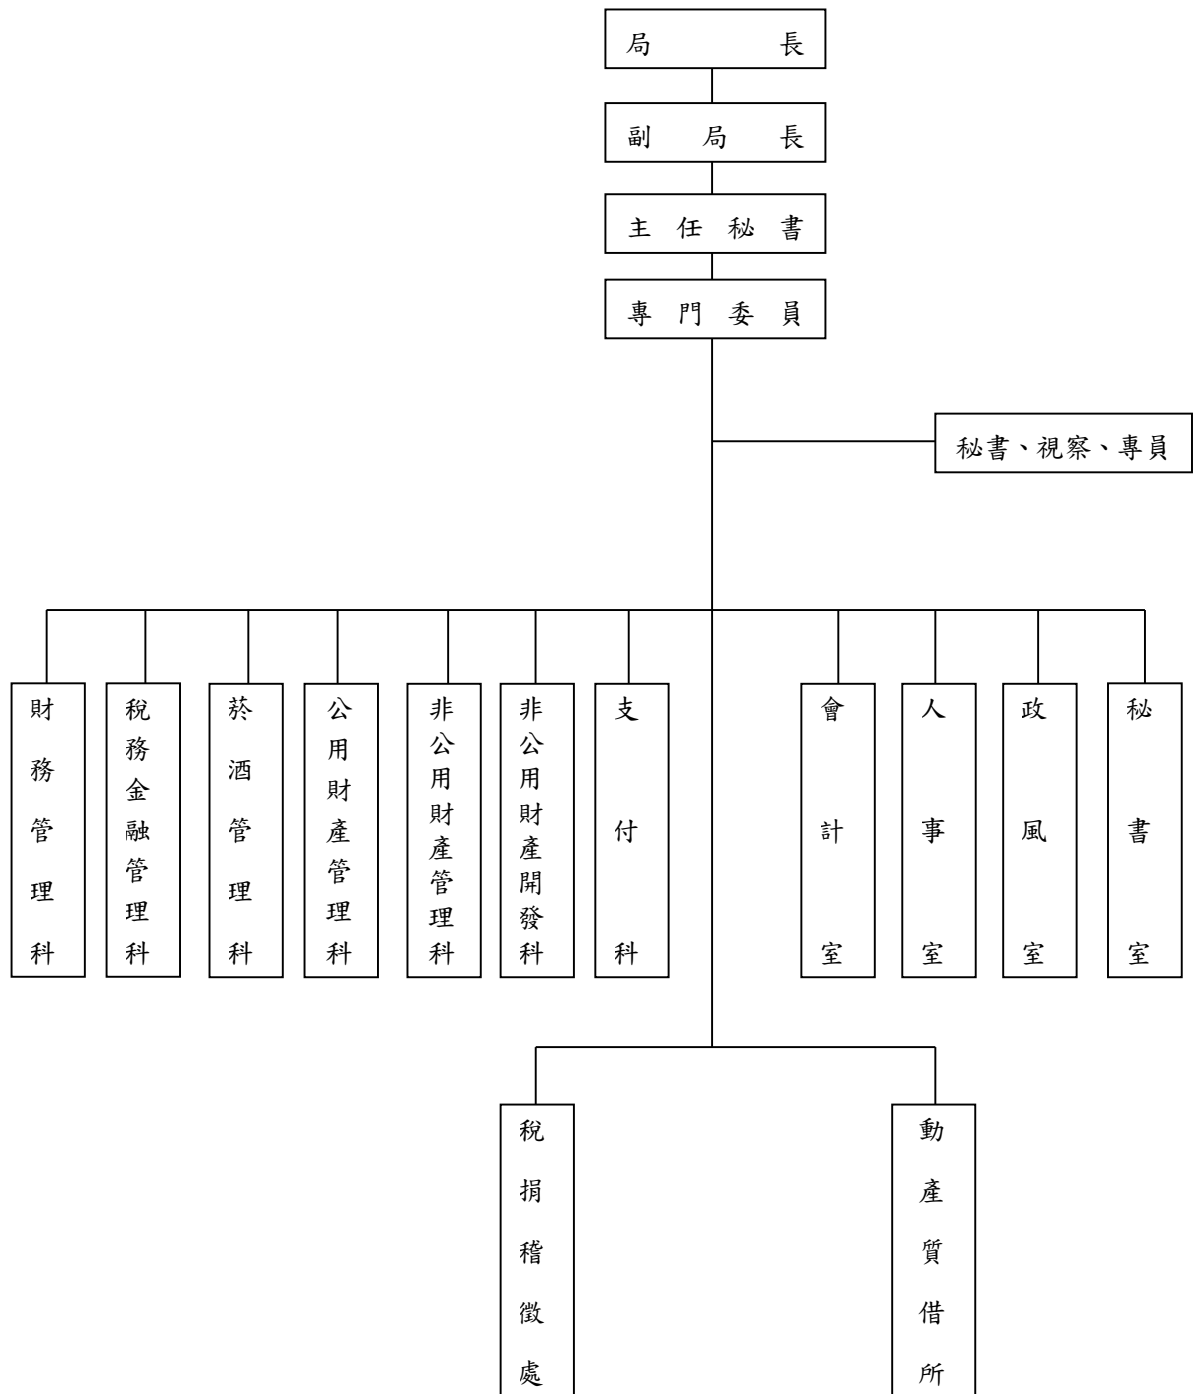 局長
副局長
主任秘書
專門委員
秘書、視察、專員
財務管理科
稅務金融管理科
菸酒管理科
公用財產管理科
非公用財產管理科
非公用財產開發科
支付科
會計室
人事室
政風室
秘書室
稅捐稽徵處
動產質借所